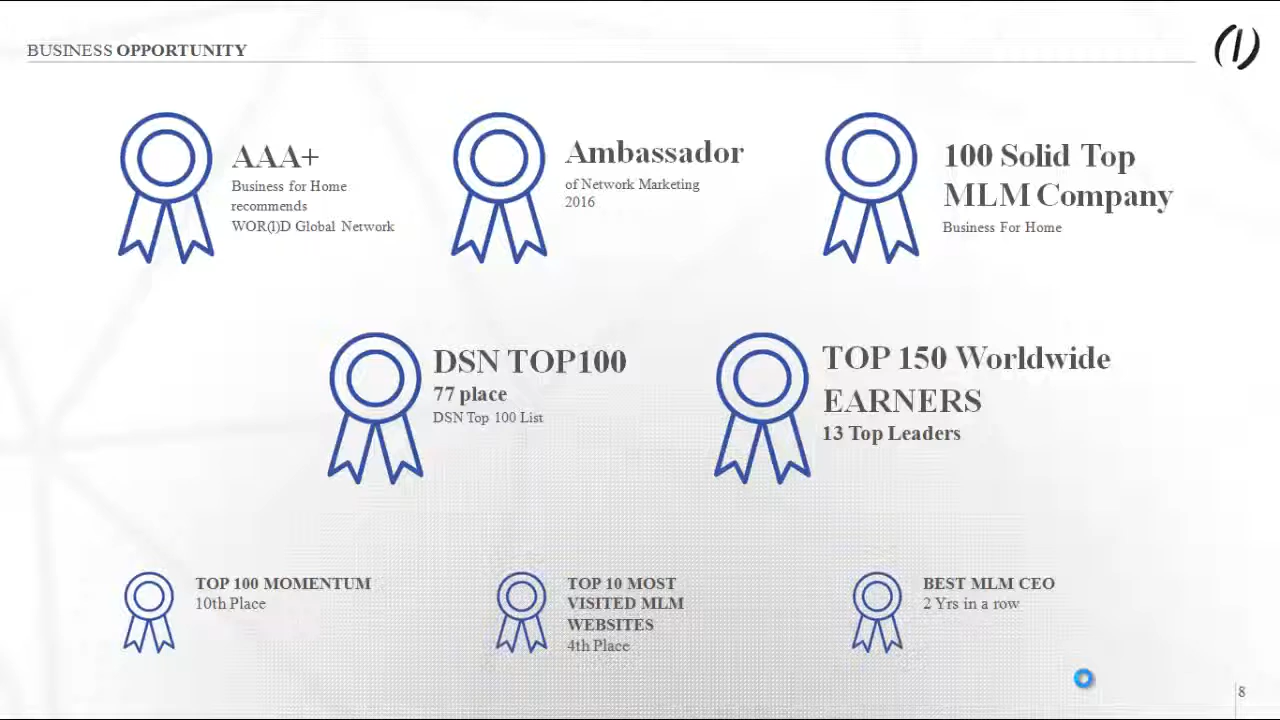 BUSINESS OPPORTUNITY
AAA+
Business for Home
recommends
WOR(I)D Global Network
Ambassador
of Network Marketing
2016
100 Solid Top
MLM Company
Business For Home
DSN TOP100
77 place
DSN Top 100 List
TOP 150 Worldwide
EARNERS
13 Top Leaders
TOP 100 MOMENTUM
10th Place
TOP 10 MOST
VISITED MLM
WEBSITES
4th Place
BEST MLM CEO
2 Yrs in a row
8